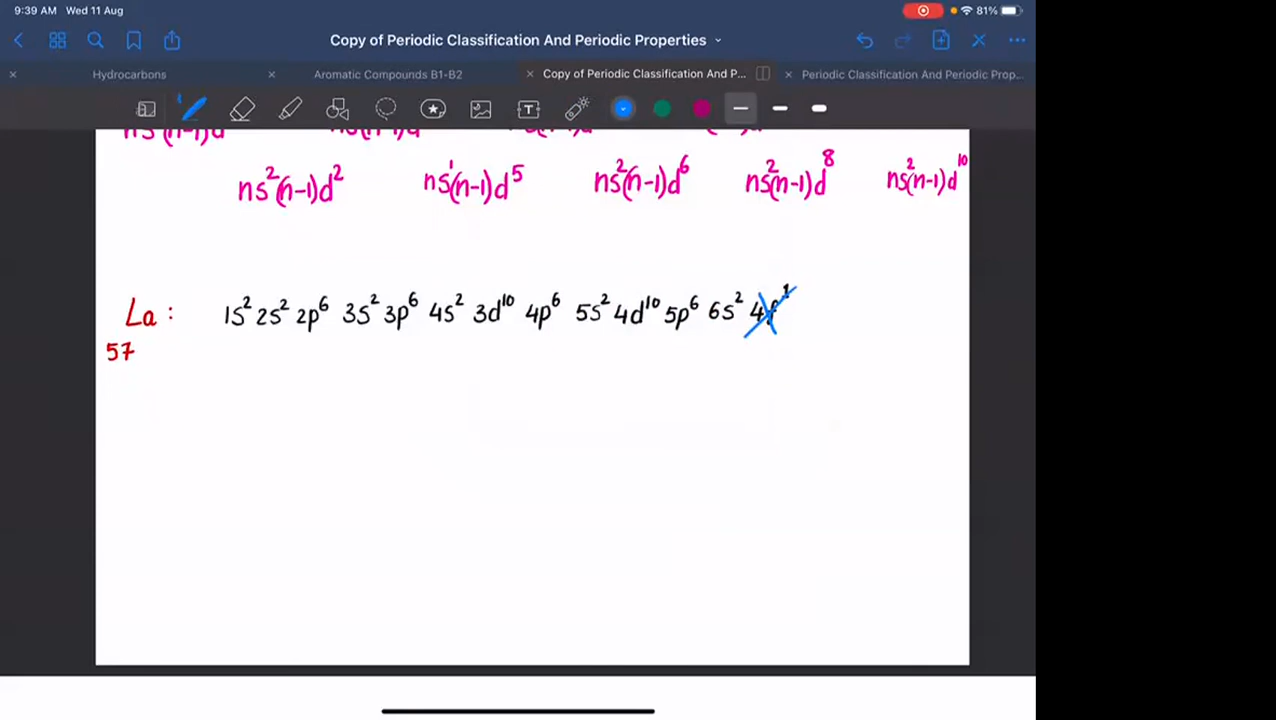 9:39 AM Wed 11 Aug 81%
Copy of Periodic Classification And Periodic Properties
Hydrocarbons Aromatic Compounds B1-B2 Copy of Periodic Classification And P... Periodic Classification And Periodic Prop...
ns²(n-1)d² ns¹(n-1)d⁵ ns²(n-1)d⁶ ns²(n-1)d⁸ ns²(n-1)d¹⁰
La : 1s² 2s² 2p⁶ 3s² 3p⁶ 4s² 3d¹⁰ 4p⁶ 5s² 4d¹⁰ 5p⁶ 6s² 4f¹
57